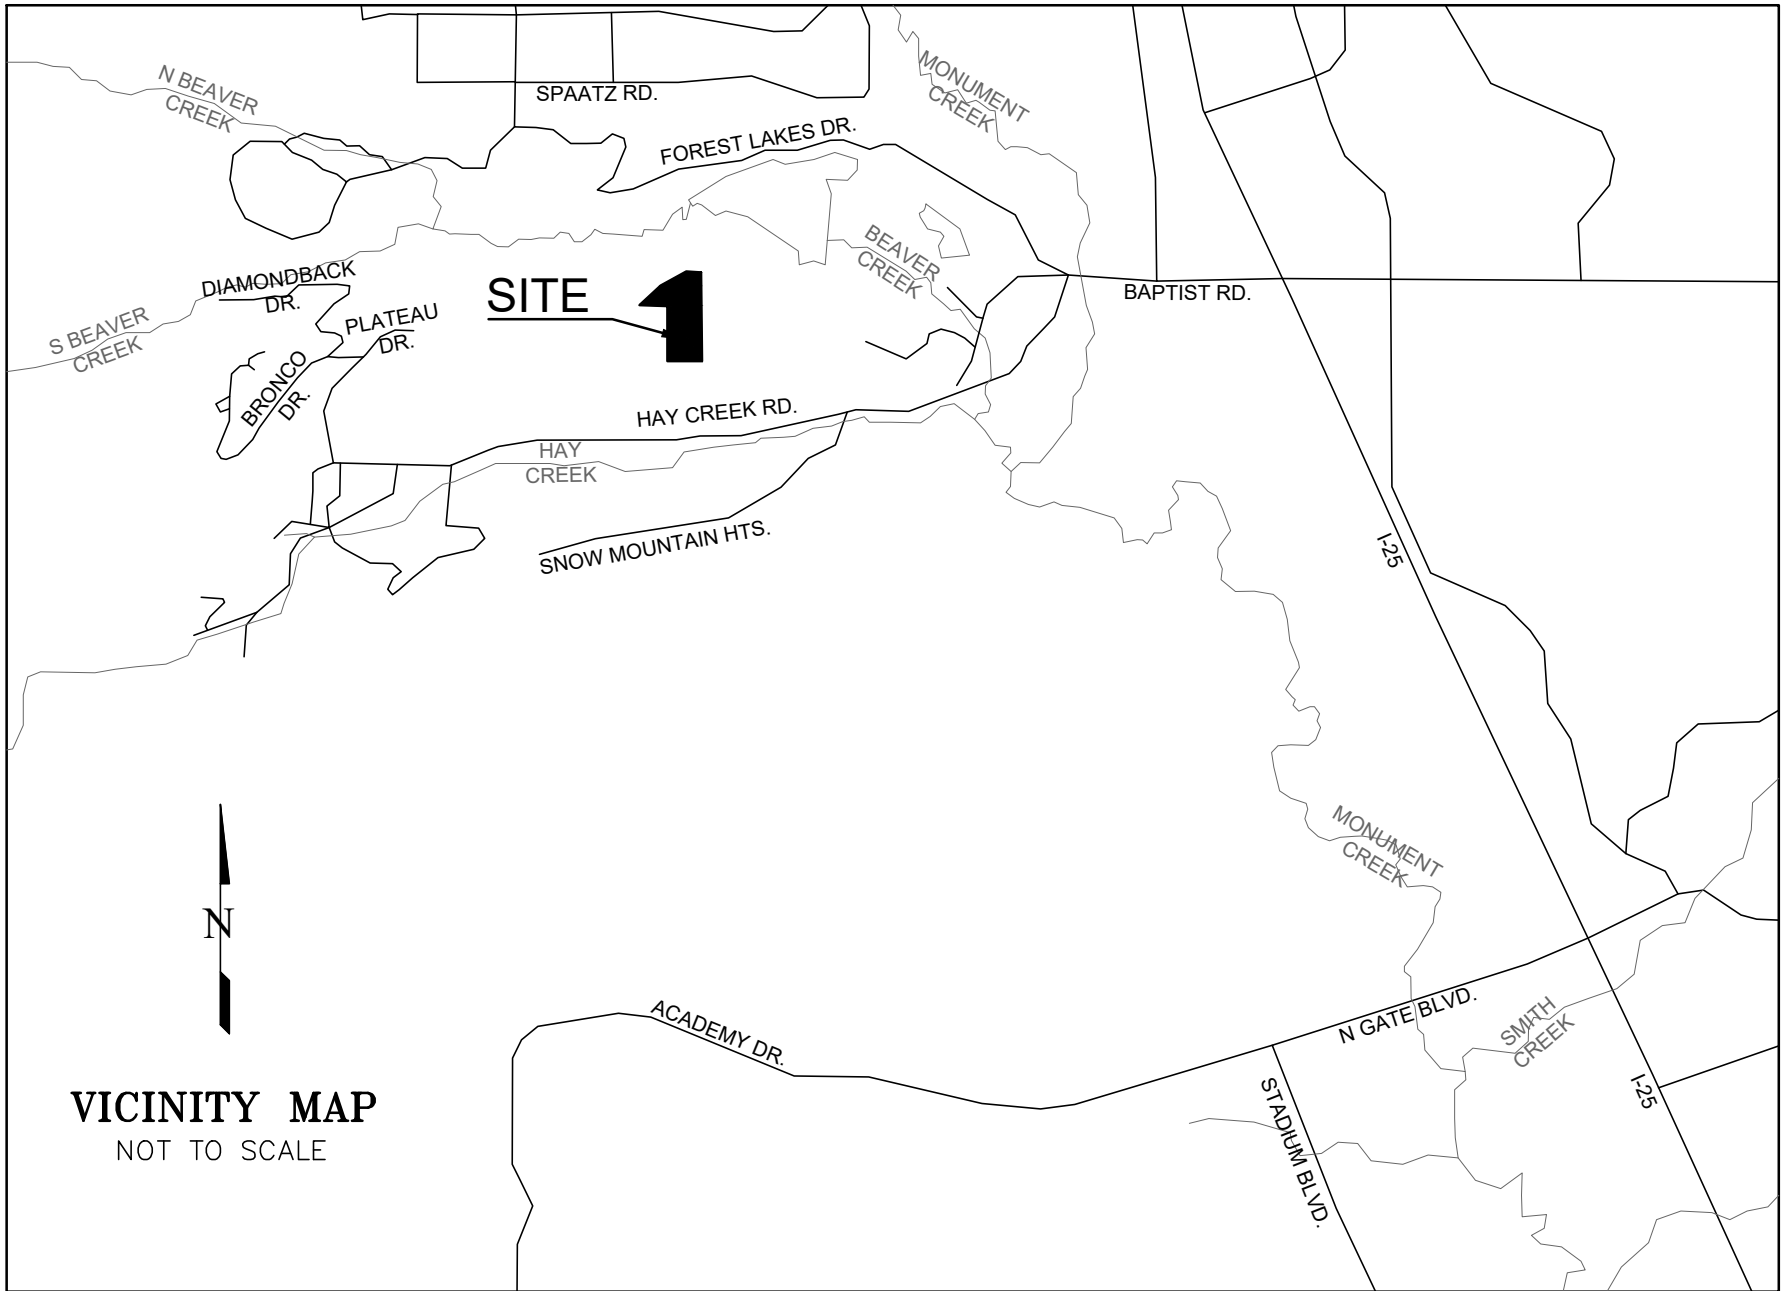 N BEAVER
CREEK
SPAATZ RD.
MONUMENT
CREEK
FOREST LAKES DR.
BEAVER
CREEK
DIAMONDBACK
DR.
SITE
BAPTIST RD.
S BEAVER
CREEK
PLATEAU
DR.
BRONCO
DR.
HAY CREEK RD.
HAY
CREEK
SNOW MOUNTAIN HTS.
I-25
MONUMENT
CREEK
N
ACADEMY DR.
N GATE BLVD.
SMITH
CREEK
STADIUM BLVD.
I-25
VICINITY MAP
NOT TO SCALE